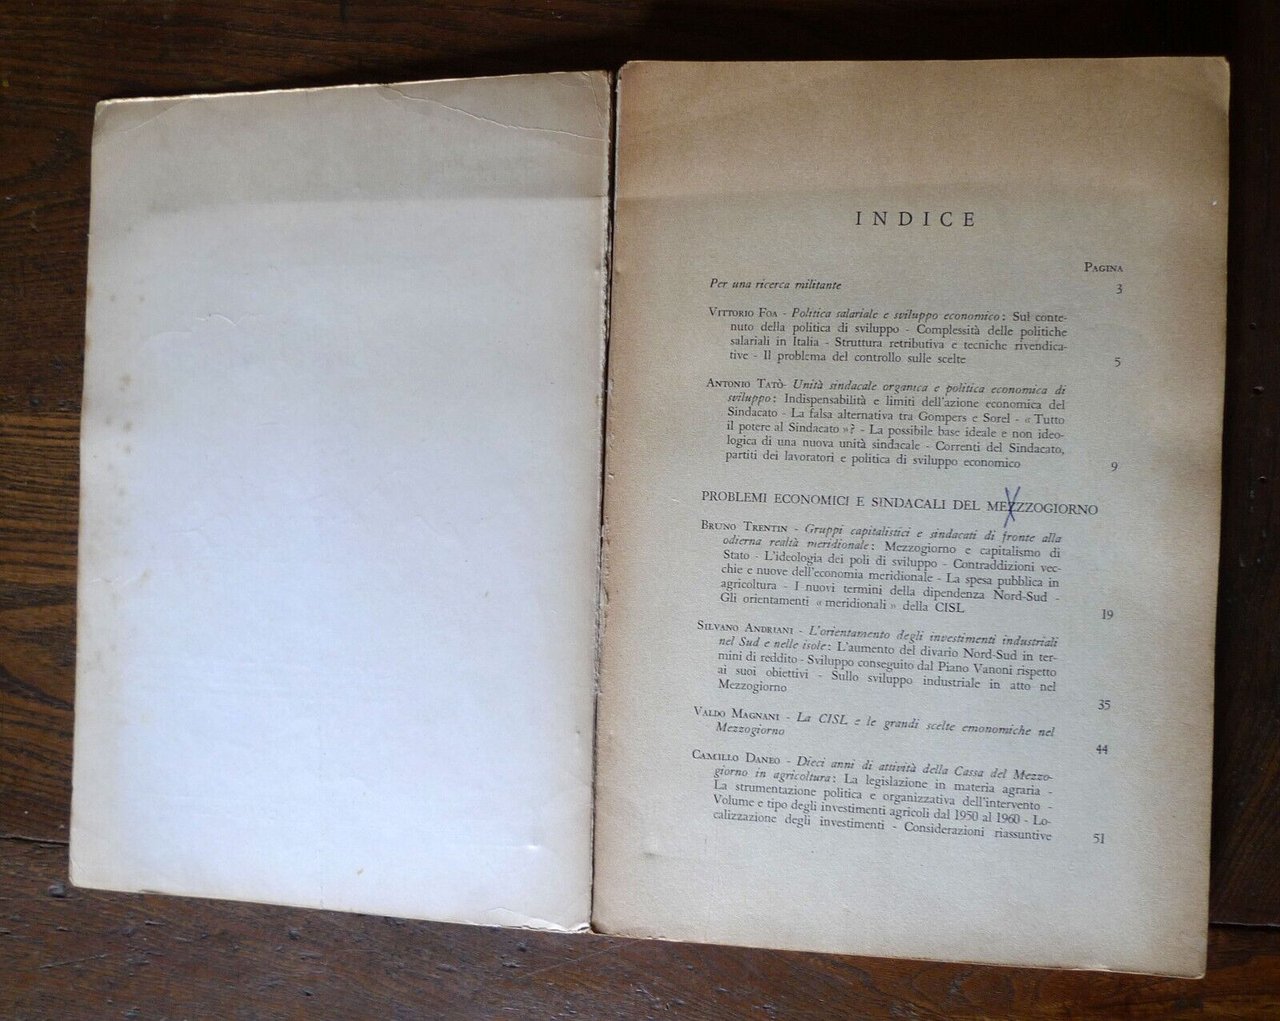 INDICE
PAGINA
Per una ricerca militante 3
VITTORIO FOA - Politica salariale e sviluppo economico: Sul conte-
nuto della politica di sviluppo - Complessità delle politiche
salariali in Italia - Struttura retributiva e tecniche rivendica-
tive - Il problema del controllo sulle scelte 5
ANTONIO TATÒ- Unità sindacale organica e politica economica di
sviluppo: Indispensabilità e limiti dell'azione economica del
Sindacato - La falsa alternativa tra Gompers e Sorel - « Tutto
il potere al Sindacato »? - La possibile base ideale e non ideo-
logica di una nuova unità sindacale - Correnti del Sindacato,
partiti dei lavoratori e politica di sviluppo economico 9
PROBLEMI ECONOMICI E SINDACALI DEL MEZZZOGIORNO
BRUNO TRENTIN - Gruppi capitalistici e sindacati di fronte alla
odierna realtà meridionale: Mezzogiorno e capitalismo di
Stato - L'ideologia dei poli di sviluppo - Contraddizioni vec-
chie e nuove dell'economia meridionale - La spesa pubblica in
agricoltura - I nuovi termini della dipendenza Nord-Sud -
Gli orientamenti « meridionali » della CISL 19
SILVANO ANDRIANI - L'orientamento degli investimenti industriali
nel Sud e nelle isole: L'aumento del divario Nord-Sud in ter-
mini di reddito - Sviluppo conseguito dal Piano Vanoni rispetto
ai suoi obiettivi - Sullo sviluppo industriale in atto nel
Mezzogiorno 35
VALDO MAGNANI - La CISL e le grandi scelte emonomiche nel
Mezzogiorno 44
CAMILLO DANEO - Dieci anni di attività della Cassa del Mezzo-
giorno in agricoltura: La legislazione in materia agraria -
La strumentazione politica e organizzativa dell'intervento -
Volume e tipo degli investimenti agricoli dal 1950 al 1960 - Lo-
calizzazione degli investimenti - Considerazioni riassuntive 51